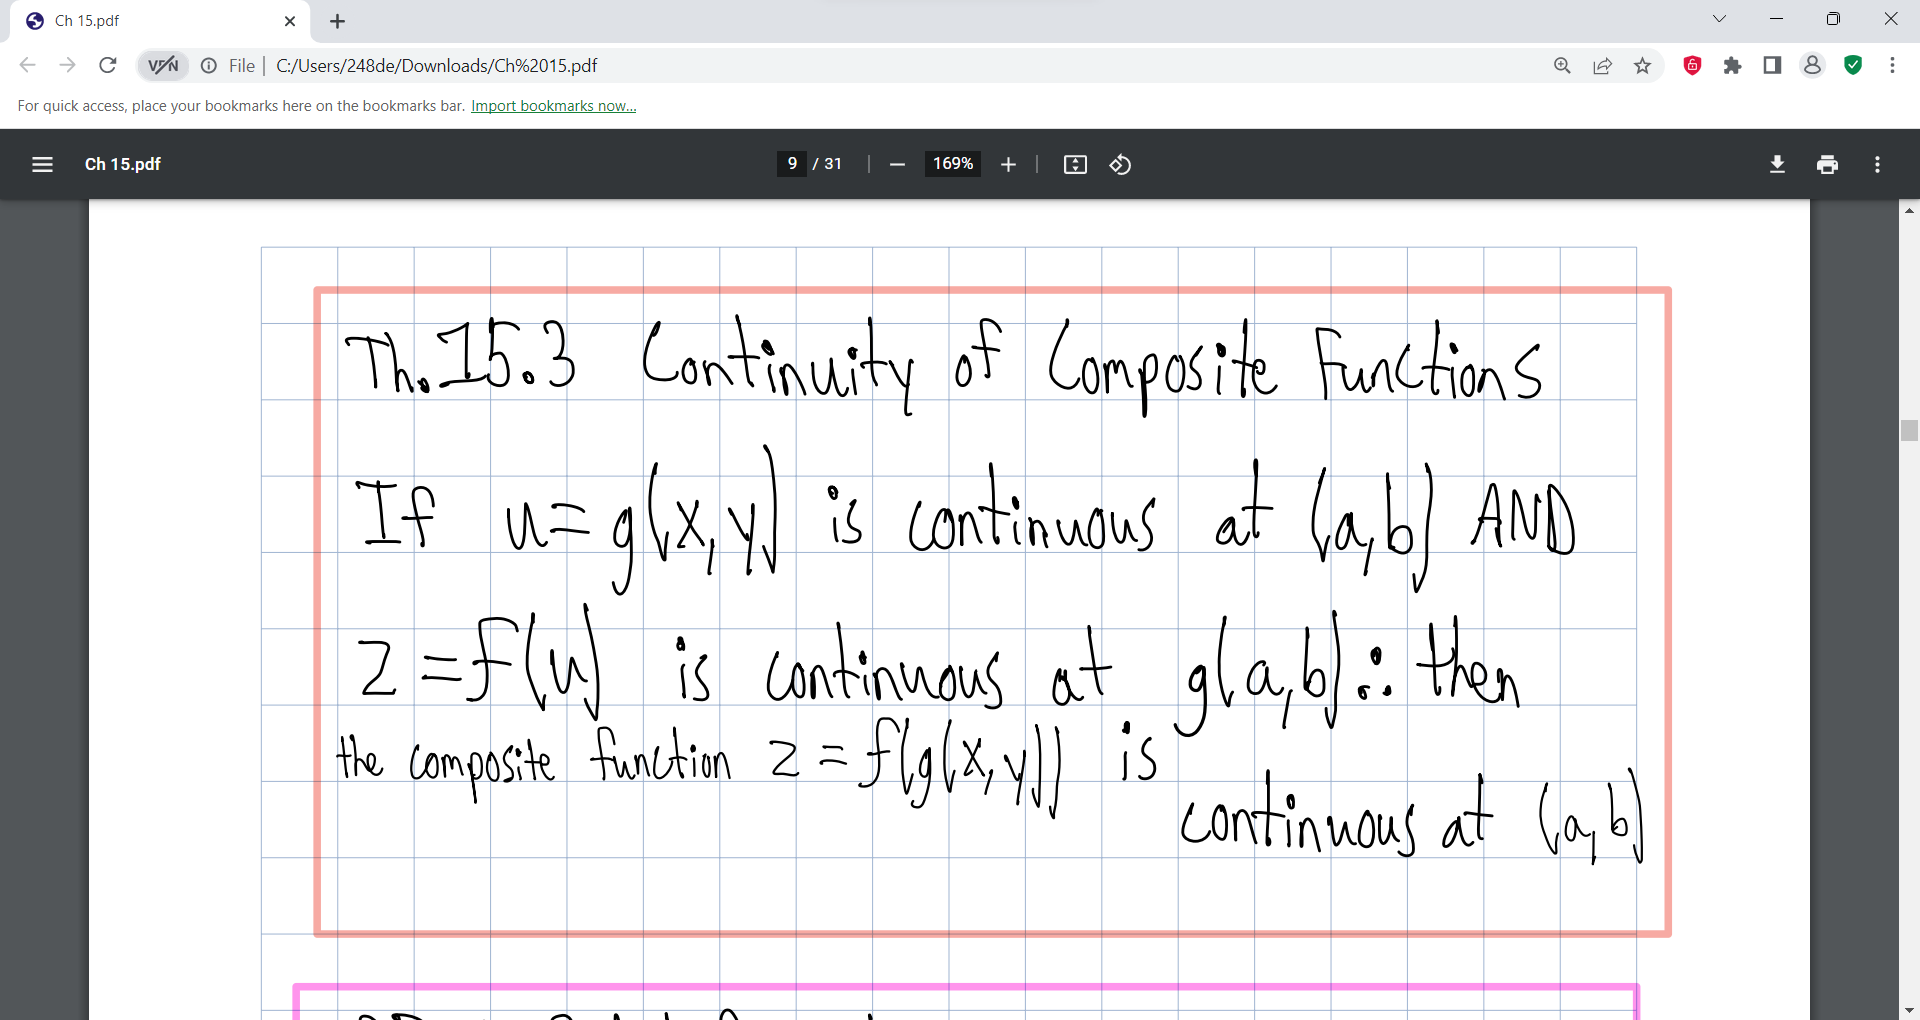 Ch 15.pdf
VPN File C:/Users/248de/Downloads/Ch%2015.pdf
For quick access, place your bookmarks here on the bookmarks bar. Import bookmarks now...
Ch 15.pdf 9 / 31 169%
Th. 15.3 Continuity of Composite Functions
If u = g(x,y) is continuous at (a,b) AND
z = f(u) is continuous at g(a,b) ∴ then
the composite function z = f(g(x,y)) is
continuous at (a,b)